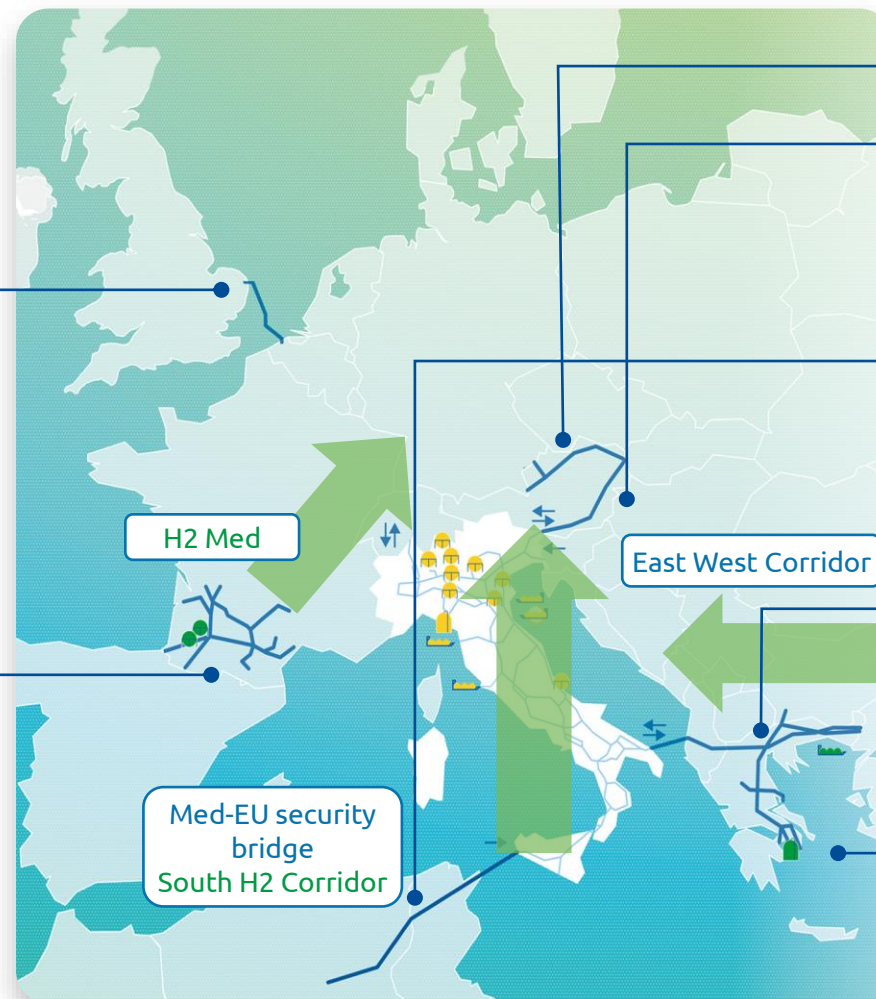 H2 Med
East West Corridor
Med-EU security
bridge
South H2 Corridor